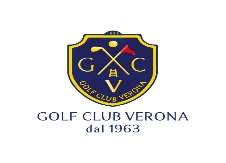 G C
V
GOLF CLUB VERONA
GOLF CLUB VERONA
dal 1963